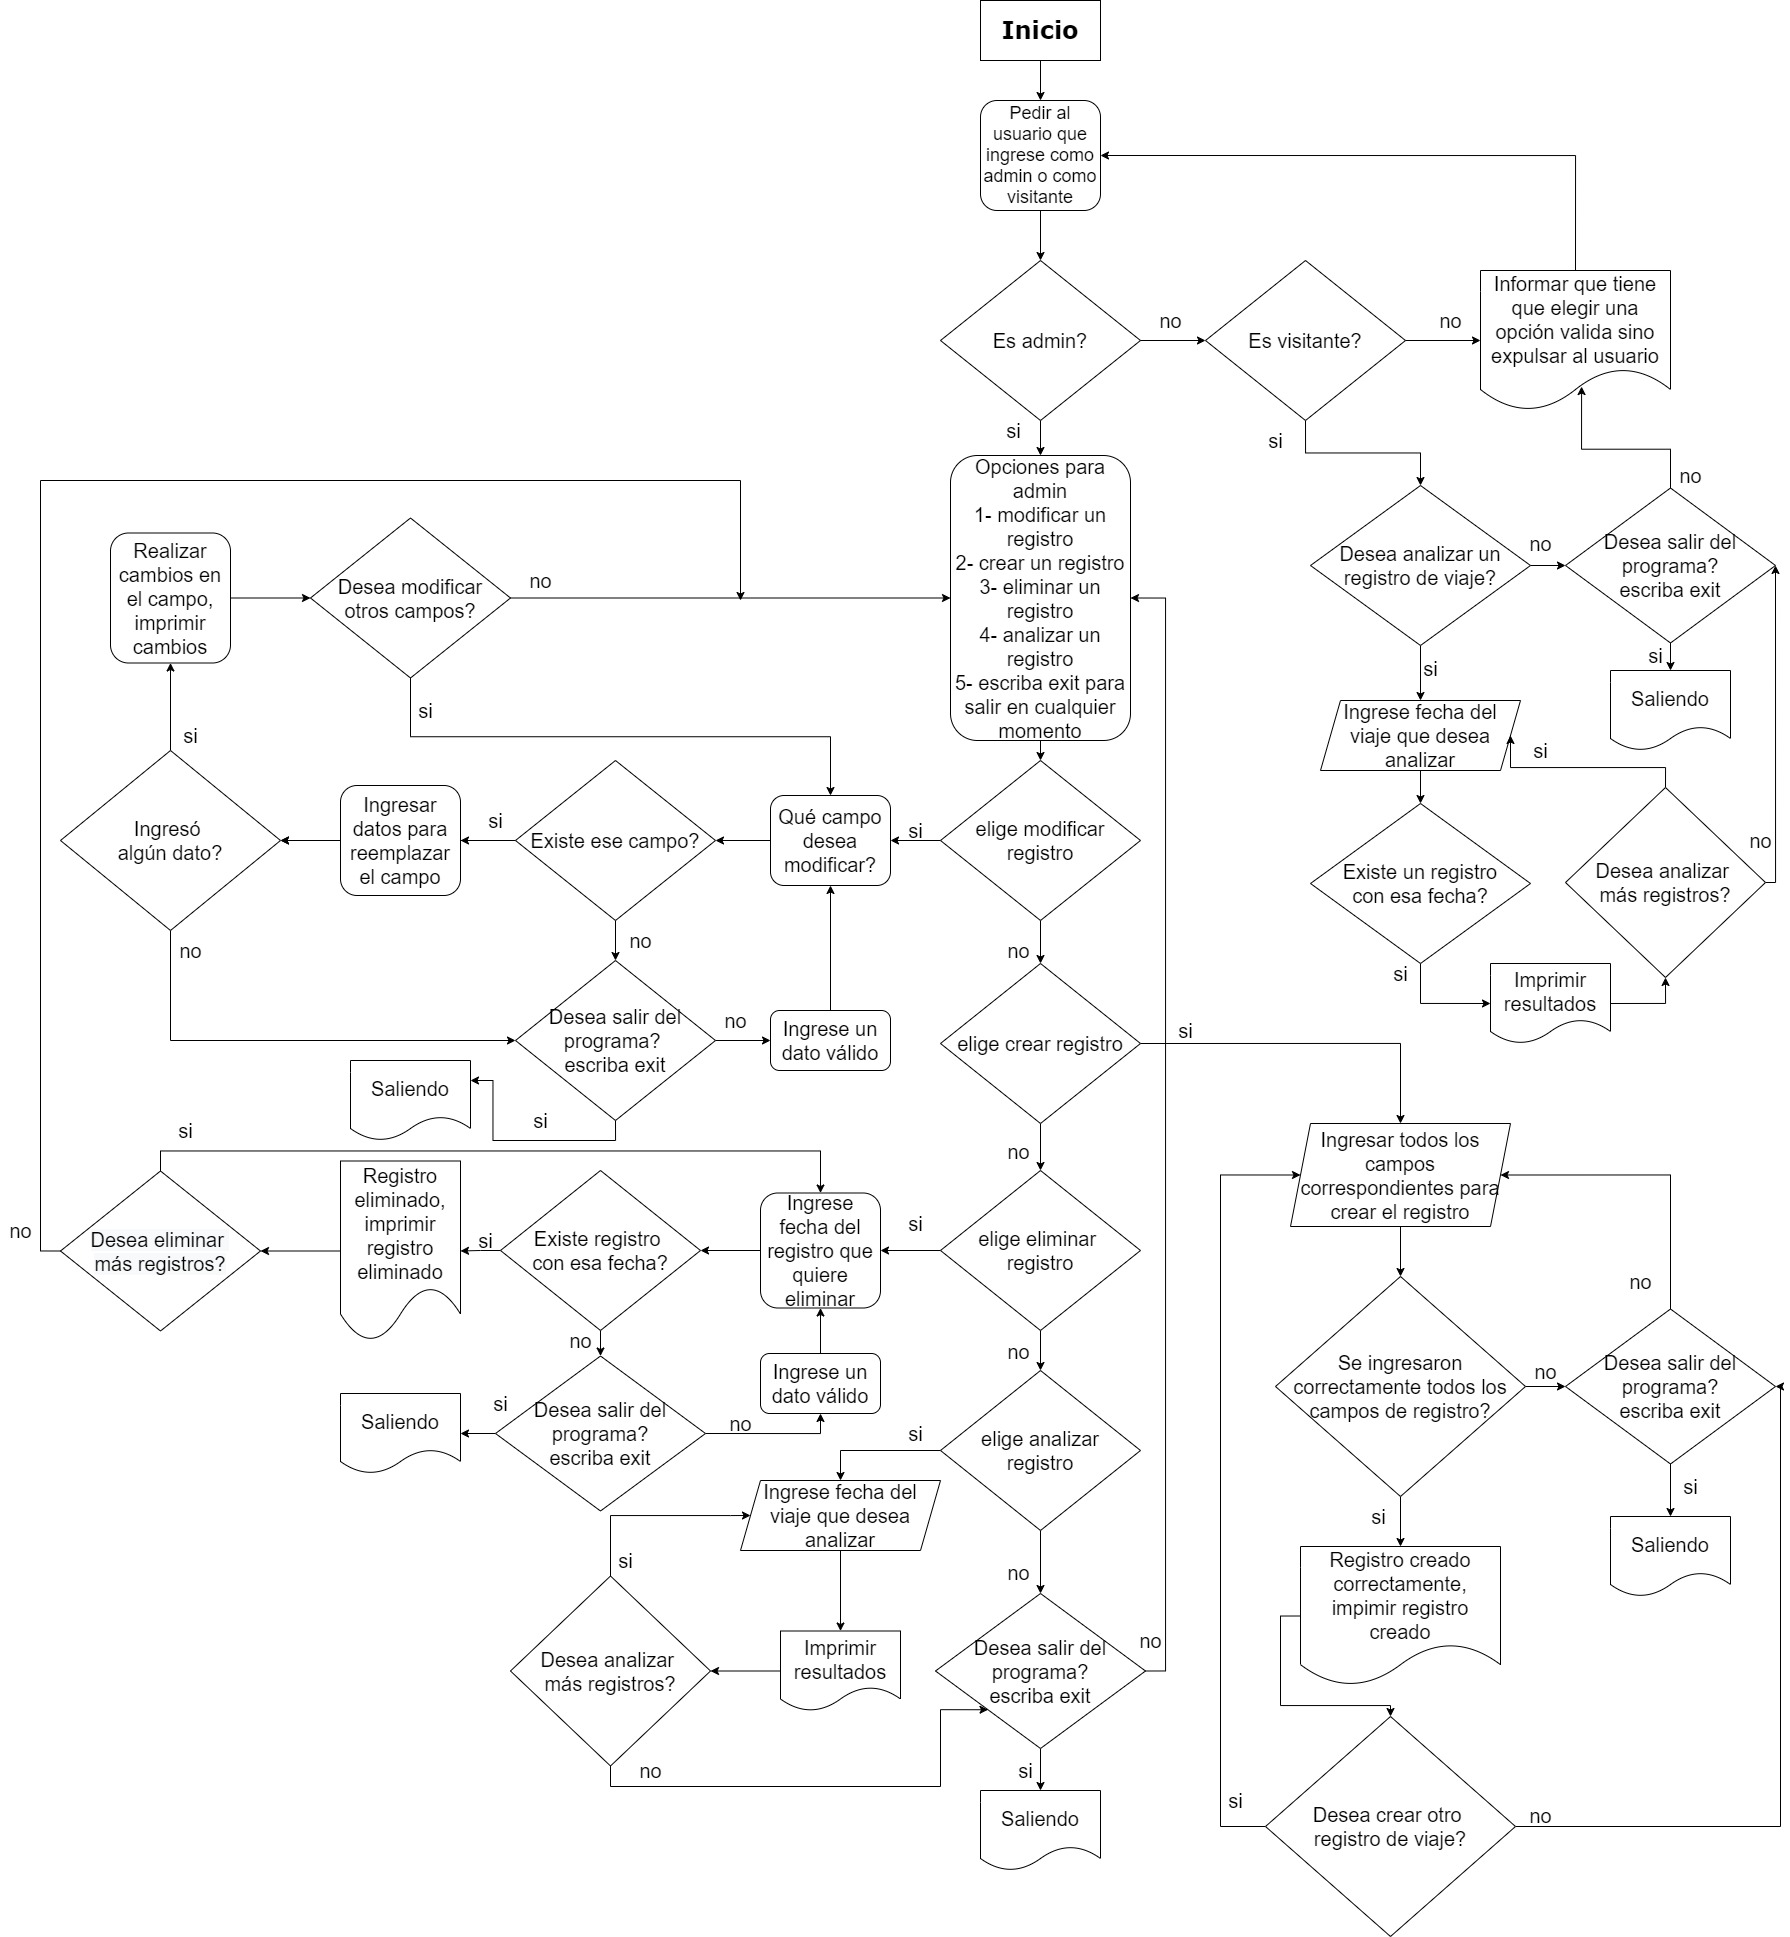 Inicio
Pedir al
usuario que
ingrese como
admin o como
visitante
Es admin?
no
Es visitante?
no
Informar que tiene
que elegir una
opción valida sino
expulsar al usuario
si
si
Opciones para
admin
1- modificar un
registro
2- crear un registro
3- eliminar un
registro
4- analizar un
registro
5- escriba exit para
salir en cualquier
momento
Desea analizar un
registro de viaje?
no
Desea salir del
programa?
escriba exit
no
si
Saliendo
si
Ingrese fecha del
viaje que desea
analizar
si
Existe un registro
con esa fecha?
Desea analizar
más registros?
no
si
Imprimir
resultados
Realizar
cambios en
el campo,
imprimir
cambios
Desea modificar
otros campos?
no
si
si
Ingresó
algún dato?
Ingresar
datos para
reemplazar
el campo
si
Existe ese campo?
Qué campo
desea
modificar?
si
elige modificar
registro
no
no
no
Desea salir del
programa?
escriba exit
no
Ingrese un
dato válido
Saliendo
si
elige crear registro
si
no
si
no
Desea eliminar
más registros?
Registro
eliminado,
imprimir
registro
eliminado
si
Existe registro
con esa fecha?
Ingrese
fecha del
registro que
quiere
eliminar
si
elige eliminar
registro
no
no
Saliendo
si
Desea salir del
programa?
escriba exit
no
Ingrese un
dato válido
si
elige analizar
registro
no
Ingrese fecha del
viaje que desea
analizar
si
Desea analizar
más registros?
Imprimir
resultados
no
Desea salir del
programa?
escriba exit
no
si
Saliendo
Ingresar todos los
campos
correspondientes para
crear el registro
no
Se ingresaron
correctamente todos los
campos de registro?
no
Desea salir del
programa?
escriba exit
si
si
Saliendo
Registro creado
correctamente,
impimir registro
creado
si
Desea crear otro
registro de viaje?
no